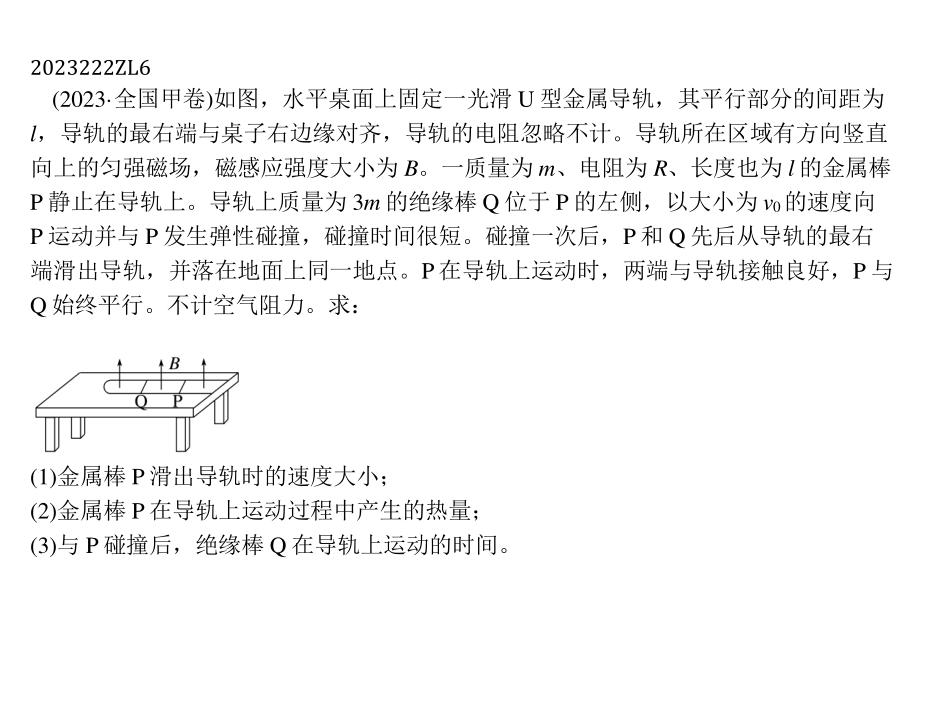 2023222ZL6
(2023·全国甲卷)如图，水平桌面上固定一光滑 U 型金属导轨，其平行部分的间距为
l，导轨的最右端与桌子右边缘对齐，导轨的电阻忽略不计。导轨所在区域有方向竖直
向上的匀强磁场，磁感应强度大小为 B。一质量为 m、电阻为 R、长度也为 l 的金属棒
P 静止在导轨上。导轨上质量为 3m 的绝缘棒 Q 位于 P 的左侧，以大小为 v₀的速度向
P 运动并与 P 发生弹性碰撞，碰撞时间很短。碰撞一次后，P 和 Q 先后从导轨的最右
端滑出导轨，并落在地面上同一地点。P 在导轨上运动时，两端与导轨接触良好，P 与
Q 始终平行。不计空气阻力。求：
B
Q P
(1)金属棒 P 滑出导轨时的速度大小；
(2)金属棒 P 在导轨上运动过程中产生的热量；
(3)与 P 碰撞后，绝缘棒 Q 在导轨上运动的时间。